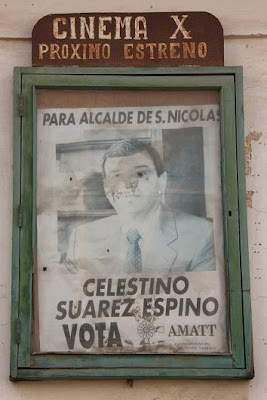 CINEMA X
PROXIMO ESTRENO
PARA ALCALDE DE S. NICOLAS
CELESTINO
SUAREZ ESPINO
VOTA AMATT